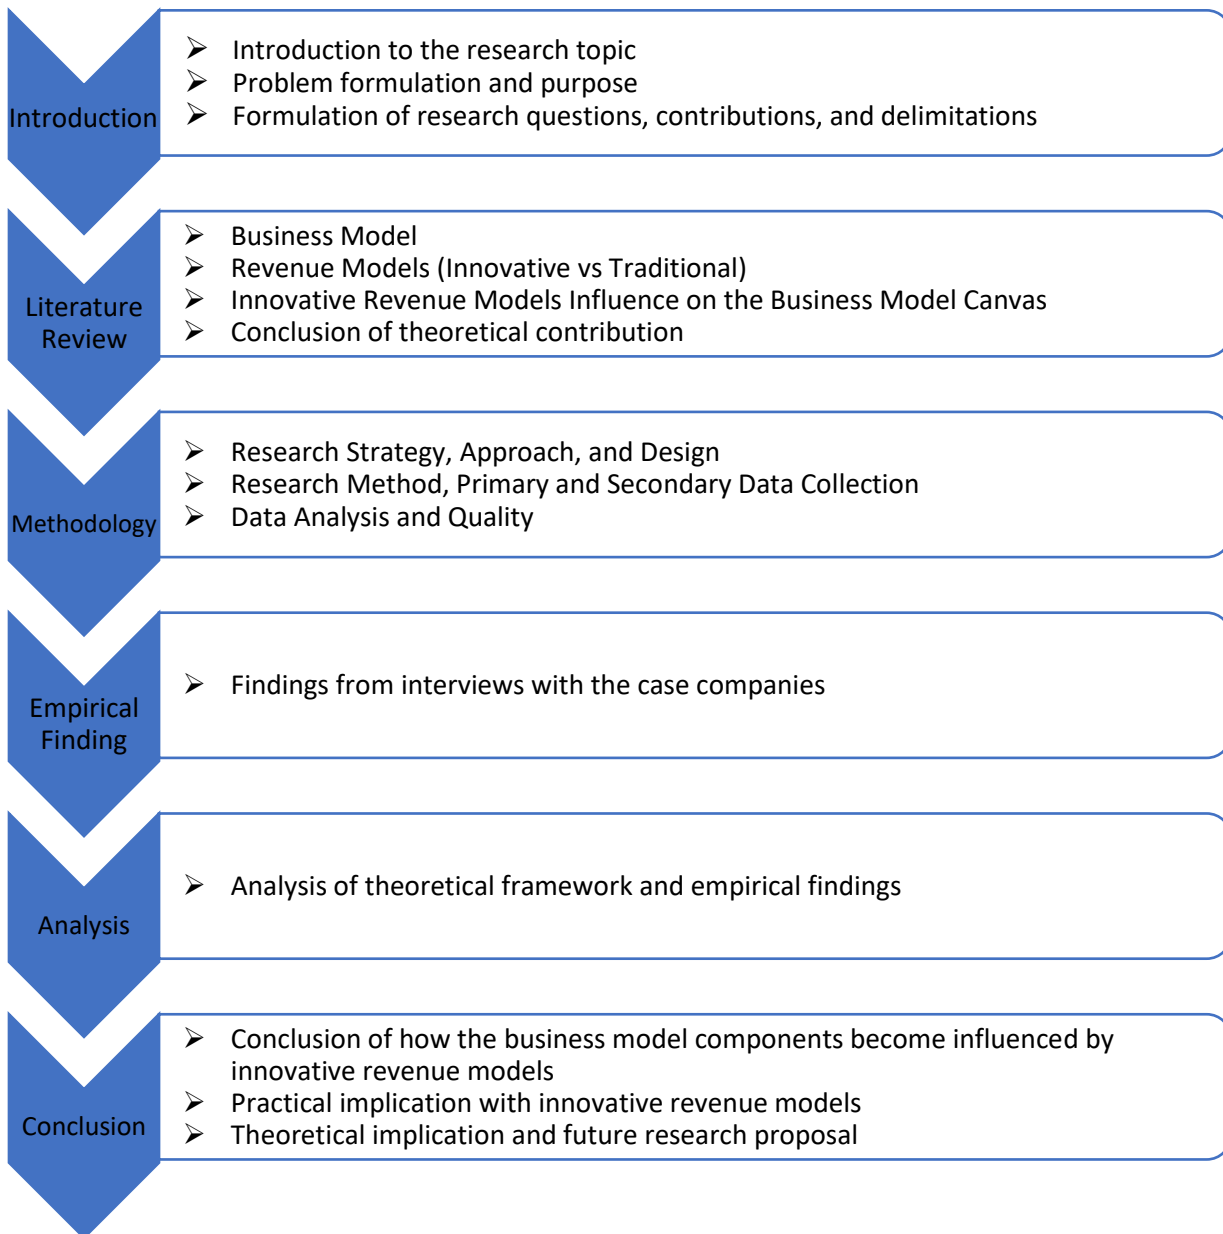 Introduction
➢ Introduction to the research topic
➢ Problem formulation and purpose
➢ Formulation of research questions, contributions, and delimitations
Literature
Review
➢ Business Model
➢ Revenue Models (Innovative vs Traditional)
➢ Innovative Revenue Models Influence on the Business Model Canvas
➢ Conclusion of theoretical contribution
Methodology
➢ Research Strategy, Approach, and Design
➢ Research Method, Primary and Secondary Data Collection
➢ Data Analysis and Quality
Empirical
Finding
➢ Findings from interviews with the case companies
Analysis
➢ Analysis of theoretical framework and empirical findings
Conclusion
➢ Conclusion of how the business model components become influenced by
innovative revenue models
➢ Practical implication with innovative revenue models
➢ Theoretical implication and future research proposal